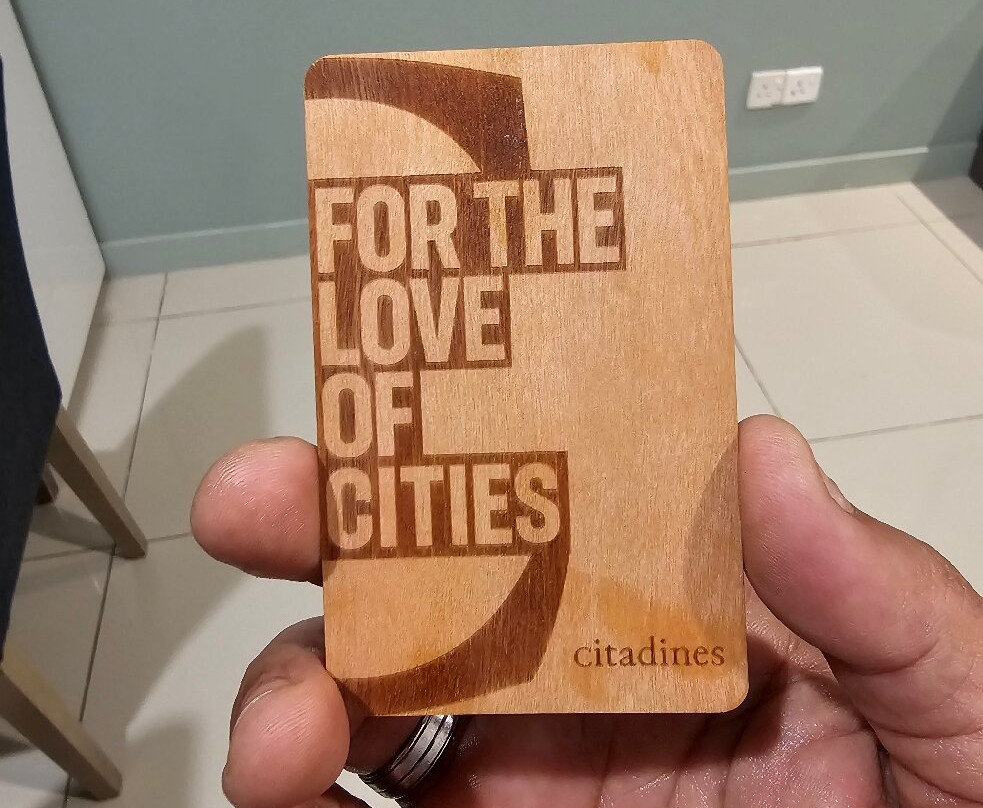 FOR THE
LOVE
OF
CITIES
citadines